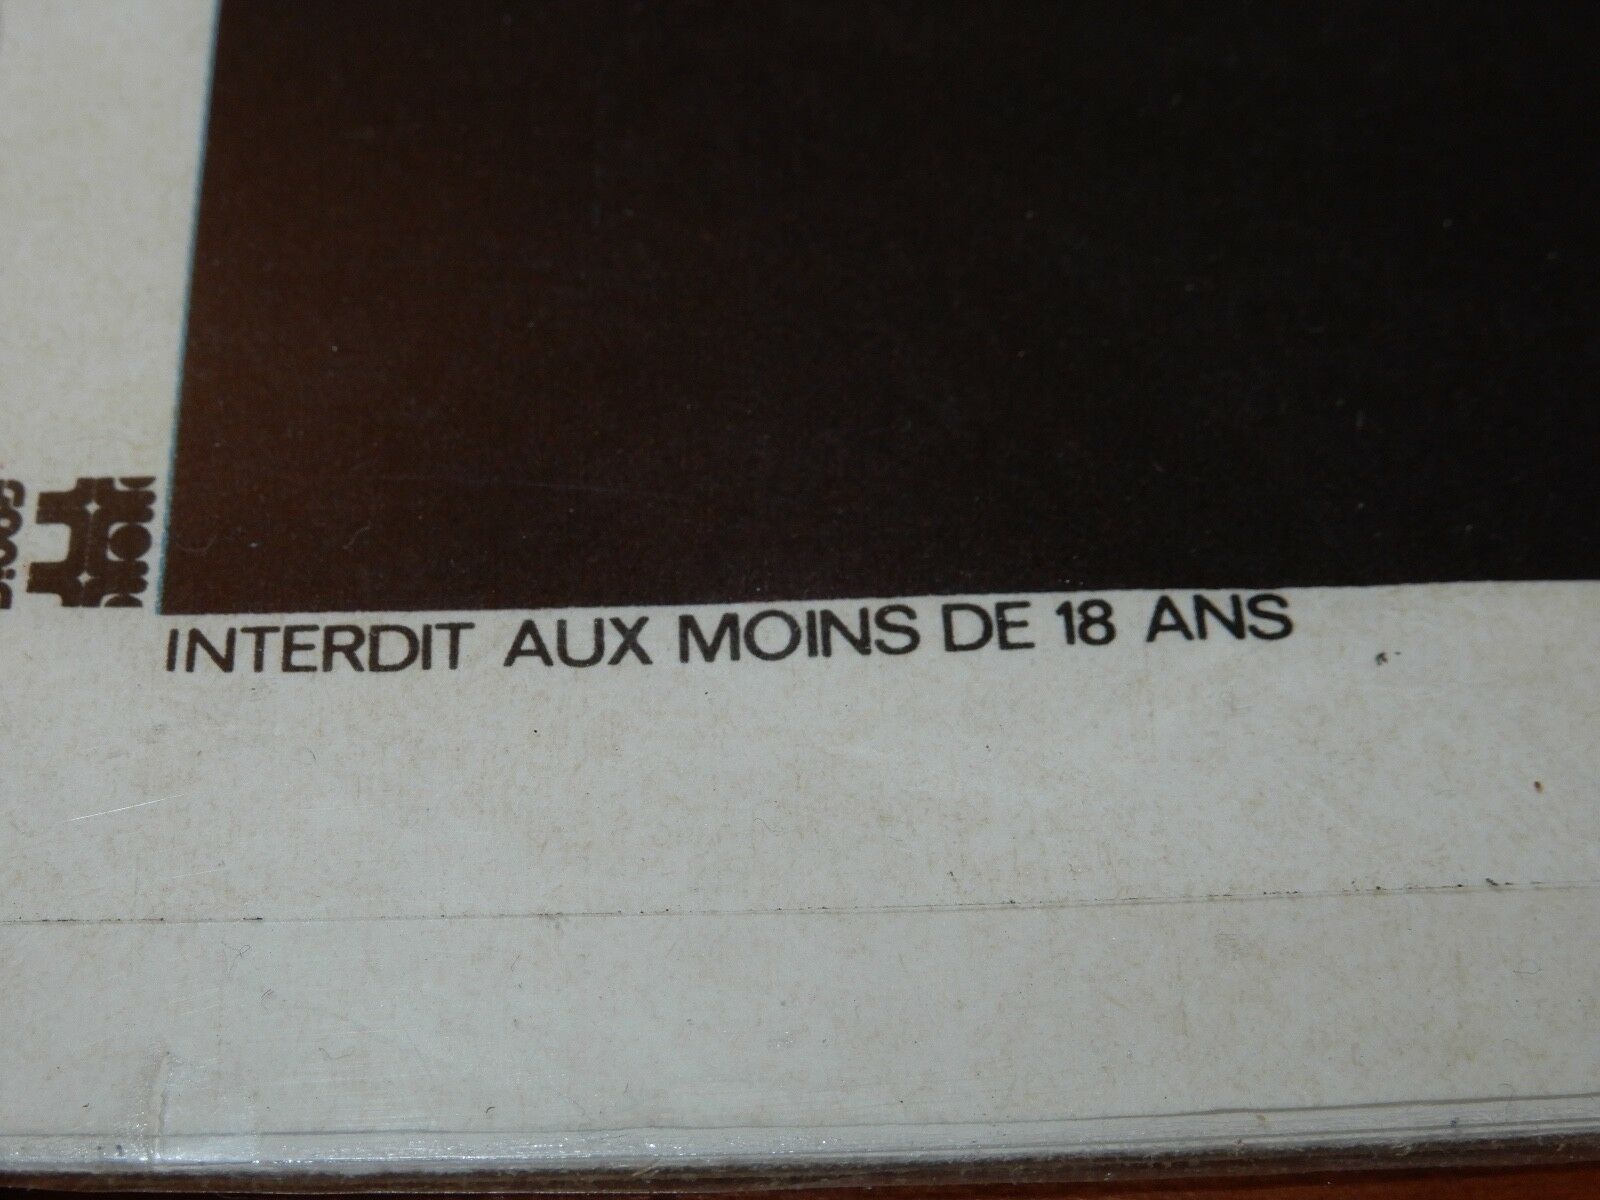 INTERDIT AUX MOINS DE 18 ANS